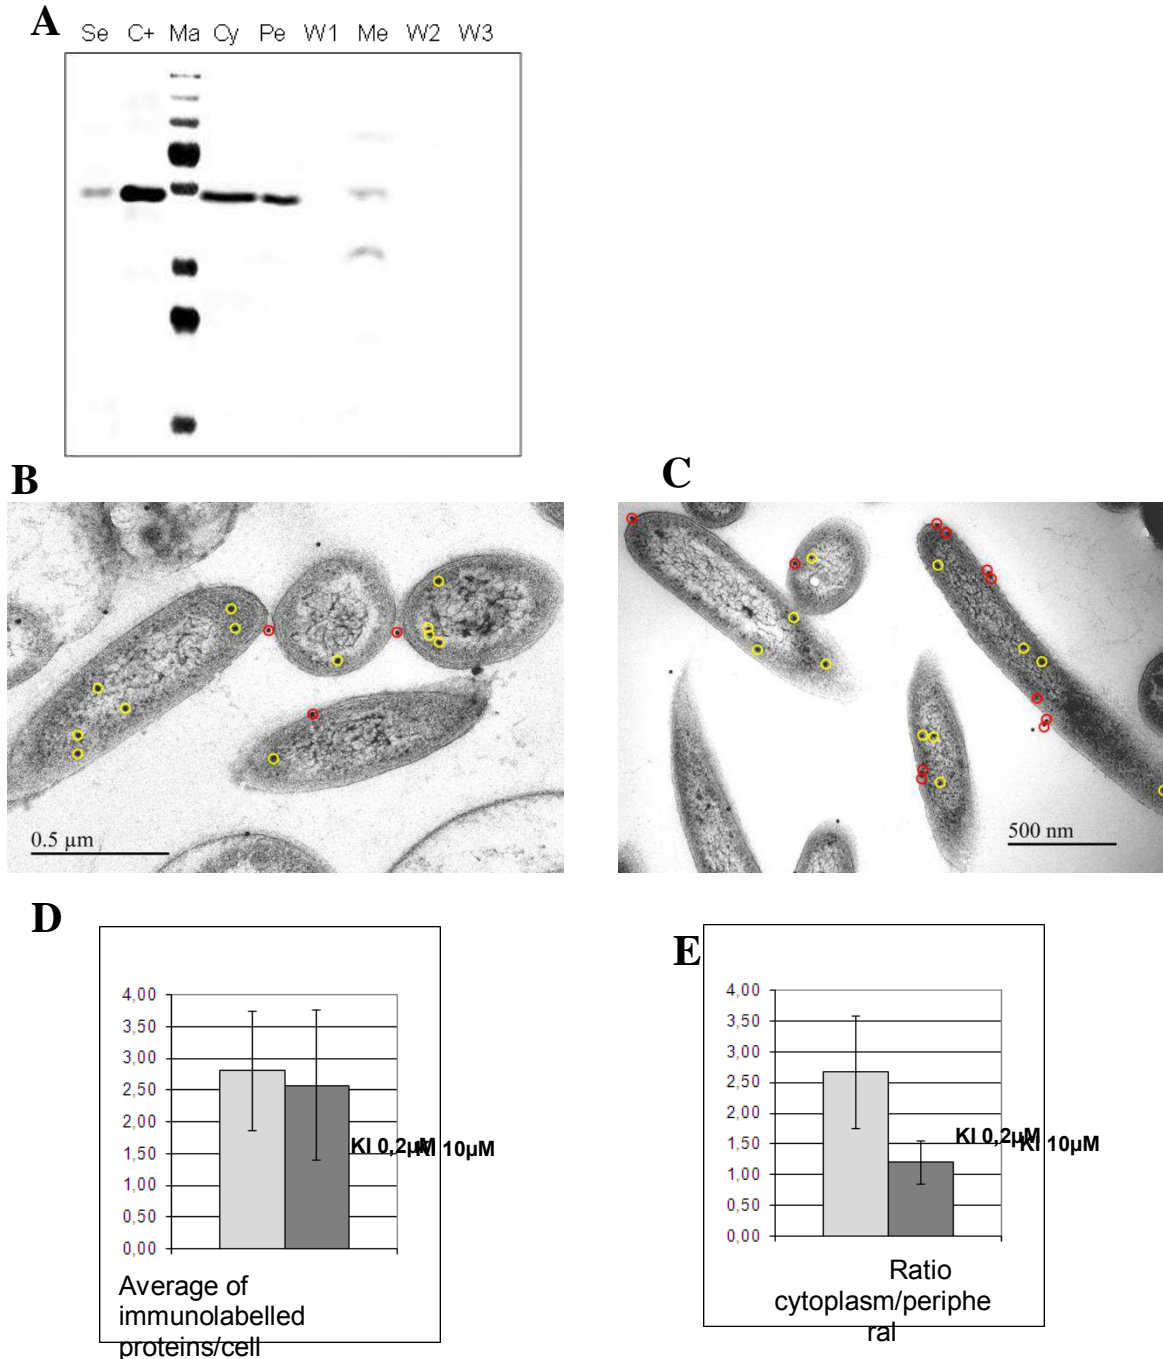 A
Se C+ Ma Cy Pe W1 Me W2 W3
B
C
0.5 µm
500 nm
D
4,00
3,50
3,00
2,50
2,00
1,50
1,00
0,50
0,00
KI 0,2µM
KI 10µM
Average of
immunolabelled
proteins/cell
E
4,00
3,50
3,00
2,50
2,00
1,50
1,00
0,50
0,00
KI 0,2µM
KI 10µM
Ratio
cytoplasm/periphe
ral